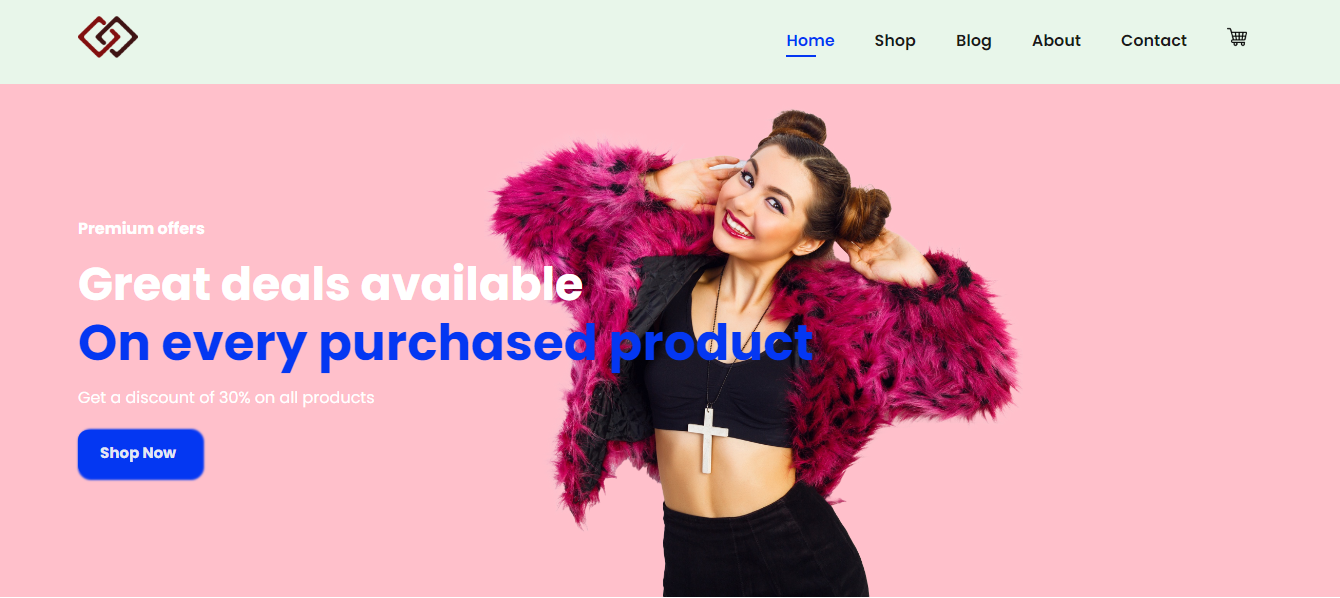 Home Shop Blog About Contact
Premium offers
Great deals available
On every purchased product
Get a discount of 30% on all products
Shop Now